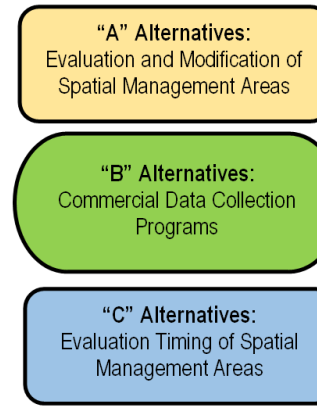 “A” Alternatives:
Evaluation and Modification of
Spatial Management Areas
“B” Alternatives:
Commercial Data Collection
Programs
“C” Alternatives:
Evaluation Timing of Spatial
Management Areas